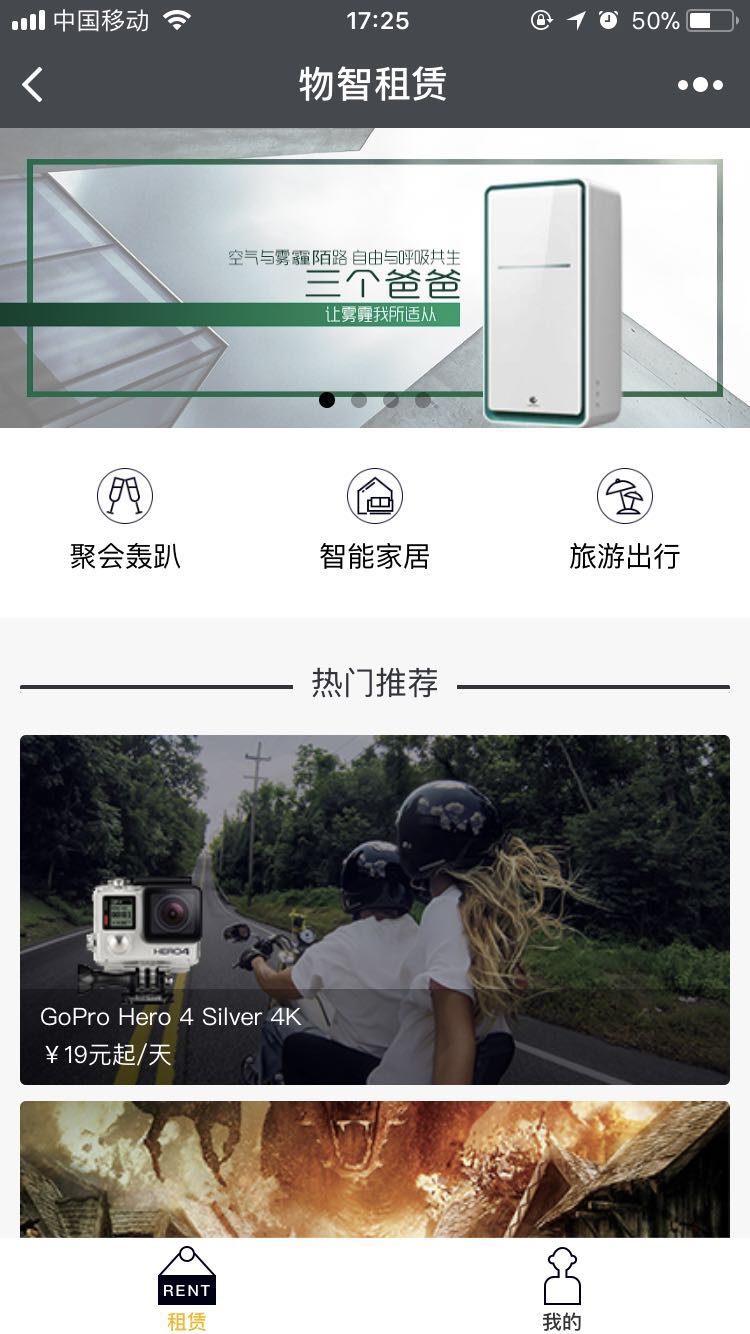 中国移动
17:25
50%
物智租赁
空气与雾霾陌路 自由与呼吸共生
三个爸爸
让雾霾我所适从
聚会轰趴
智能家居
旅游出行
热门推荐
HERO4
GoPro Hero 4 Silver 4K
￥19元起/天
RENT
租赁
我的